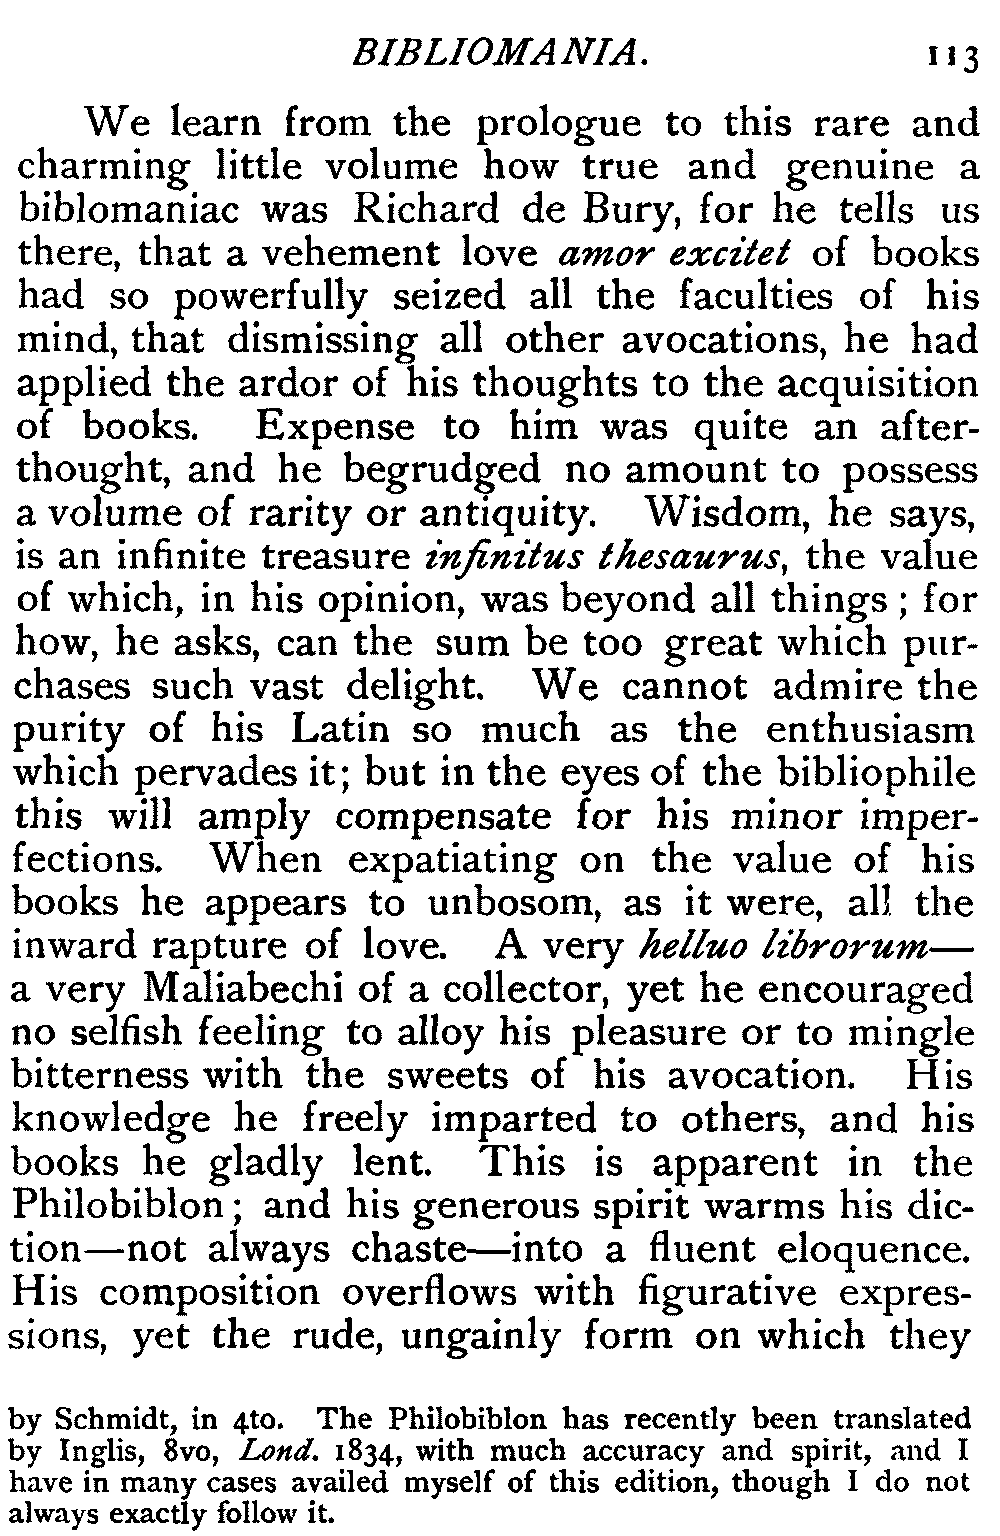 BIBLIOMANIA. 113
We learn from the prologue to this rare and
charming little volume how true and genuine a
biblomaniac was Richard de Bury, for he tells us
there, that a vehement love amor excitet of books
had so powerfully seized all the faculties of his
mind, that dismissing all other avocations, he had
applied the ardor of his thoughts to the acquisition
of books. Expense to him was quite an after-
thought, and he begrudged no amount to possess
a volume of rarity or antiquity. Wisdom, he says,
is an infinite treasure infinitus thesaurus, the value
of which, in his opinion, was beyond all things; for
how, he asks, can the sum be too great which pur-
chases such vast delight. We cannot admire the
purity of his Latin so much as the enthusiasm
which pervades it; but in the eyes of the bibliophile
this will amply compensate for his minor imper-
fections. When expatiating on the value of his
books he appears to unbosom, as it were, all the
inward rapture of love. A very helluo librorum—
a very Maliabechi of a collector, yet he encouraged
no selfish feeling to alloy his pleasure or to mingle
bitterness with the sweets of his avocation. His
knowledge he freely imparted to others, and his
books he gladly lent. This is apparent in the
Philobiblon; and his generous spirit warms his dic-
tion—not always chaste—into a fluent eloquence.
His composition overflows with figurative expres-
sions, yet the rude, ungainly form on which they
by Schmidt, in 4to. The Philobiblon has recently been translated
by Inglis, 8vo, Lond. 1834, with much accuracy and spirit, and I
have in many cases availed myself of this edition, though I do not
always exactly follow it.